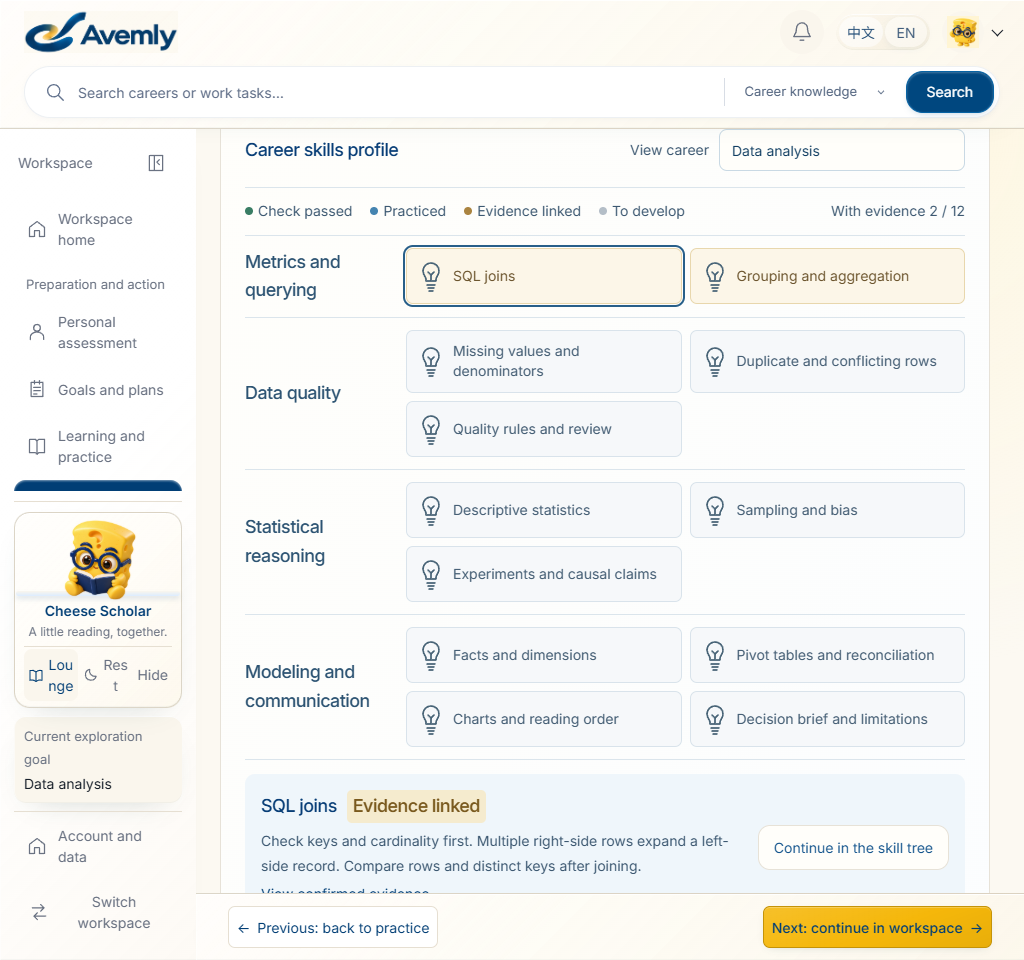 Avemly
中文 EN
Search careers or work tasks...
Career knowledge
Search
Workspace
Workspace
home
Preparation and action
Personal
assessment
Goals and plans
Learning and
practice
Cheese Scholar
A little reading, together.
Lou
nge
Res
t
Hide
Current exploration
goal
Data analysis
Account and
data
Switch
workspace
Career skills profile
View career
Data analysis
Check passed
Practiced
Evidence linked
To develop
With evidence 2 / 12
Metrics and
querying
SQL joins
Grouping and aggregation
Data quality
Missing values and
denominators
Duplicate and conflicting rows
Quality rules and review
Statistical
reasoning
Descriptive statistics
Sampling and bias
Experiments and causal claims
Modeling and
communication
Facts and dimensions
Pivot tables and reconciliation
Charts and reading order
Decision brief and limitations
SQL joins Evidence linked
Check keys and cardinality first. Multiple right-side rows expand a left-
side record. Compare rows and distinct keys after joining.
View confirmed evidence
Continue in the skill tree
← Previous: back to practice
Next: continue in workspace →